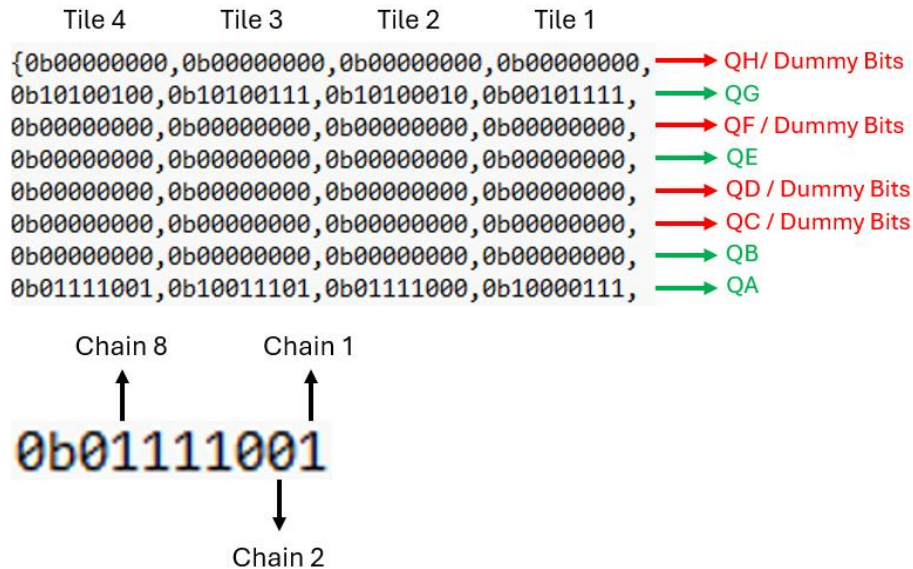 Tile 4 Tile 3 Tile 2 Tile 1
{0b00000000,0b00000000,0b00000000,0b00000000, QH/ Dummy Bits
0b10100100,0b10100111,0b10100010,0b00101111, QG
0b00000000,0b00000000,0b00000000,0b00000000, QF / Dummy Bits
0b00000000,0b00000000,0b00000000,0b00000000, QE
0b00000000,0b00000000,0b00000000,0b00000000, QD / Dummy Bits
0b00000000,0b00000000,0b00000000,0b00000000, QC / Dummy Bits
0b00000000,0b00000000,0b00000000,0b00000000, QB
0b01111001,0b10011101,0b01111000,0b10000111, QA
Chain 8 Chain 1
0b01111001
Chain 2